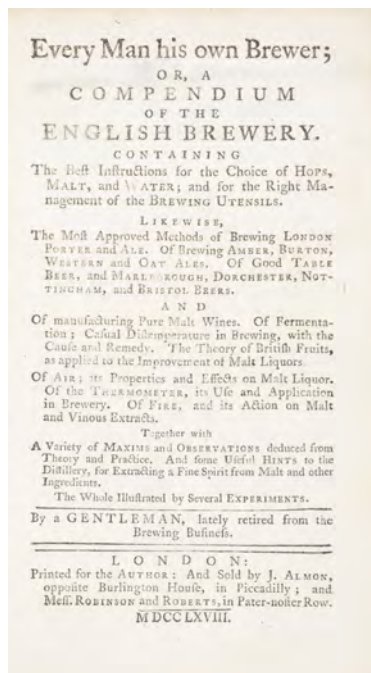 Every Man his own Brewer;
OR, A
COMPENDIUM
OF THE
ENGLISH BREWERY.
CONTAINING
The Beſt Inſtructions for the Choice of HOPS,
MALT, and WATER; and for the Right Ma-
nagement of the BREWING UTENSILS.
LIKEWISE,
The Moſt Approved Methods of Brewing LONDON
PORTER and ALE. Of Brewing AMBER, BURTON,
WESTERN and OAT ALES. Of Good TABLE
BEER, and MARLBOROUGH, DORCHESTER, NOT-
TINGHAM, and BRISTOL BEERS.
AND
Of manufacturing Pure Malt Wines. Of Fermenta-
tion; Caſual Diſtemperature in Brewing, with the
Cauſe and Remedy. The Theory of Britiſh Fruits,
as applied to the Improvement of Malt Liquors.
Of AIR; its Properties and Effects on Malt Liquor.
Of the THERMOMETER, its Uſe and Application
in Brewery. Of FIRE, and its Action on Malt
and Vinous Extracts.
Together with
A Variety of MAXIMS and OBSERVATIONS deduced from
Theory and Practice. And ſome Uſeful HINTS to the
Diſtillery, for Extracting a Fine Spirit from Malt and other
Ingredients.
The Whole Illuſtrated by Several EXPERIMENTS.
By a GENTLEMAN, lately retired from the
Brewing Buſineſs.
LONDON:
Printed for the AUTHOR: And Sold by J. ALMON,
oppoſite Burlington Houſe, in Piccadilly; and
Meſſ. ROBINSON and ROBERTS, in Pater-noſter Row.
MDCCLXVIII.